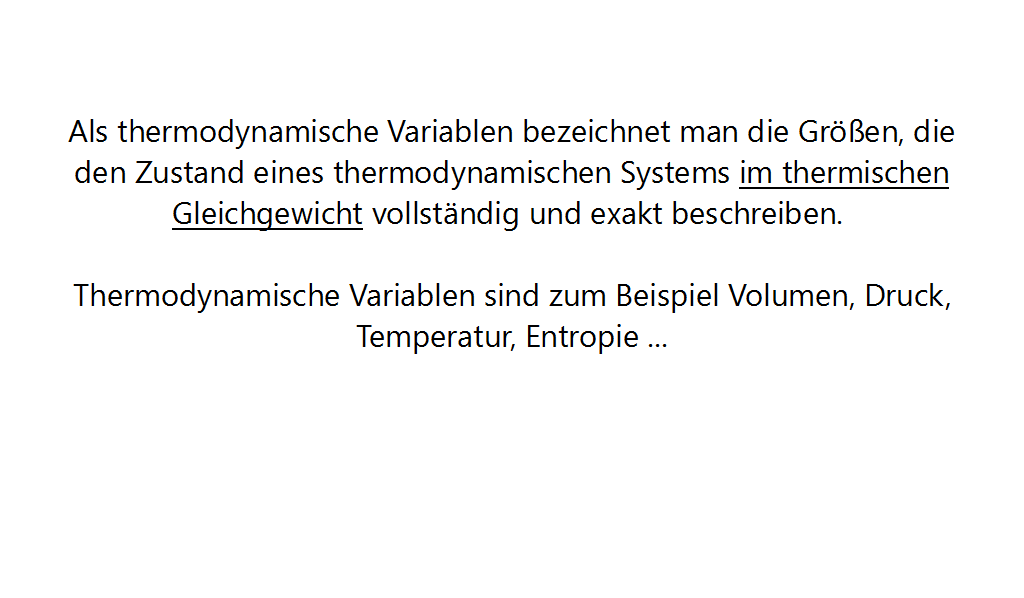 Als thermodynamische Variablen bezeichnet man die Größen, die
den Zustand eines thermodynamischen Systems im thermischen
Gleichgewicht vollständig und exakt beschreiben.
Thermodynamische Variablen sind zum Beispiel Volumen, Druck,
Temperatur, Entropie ...